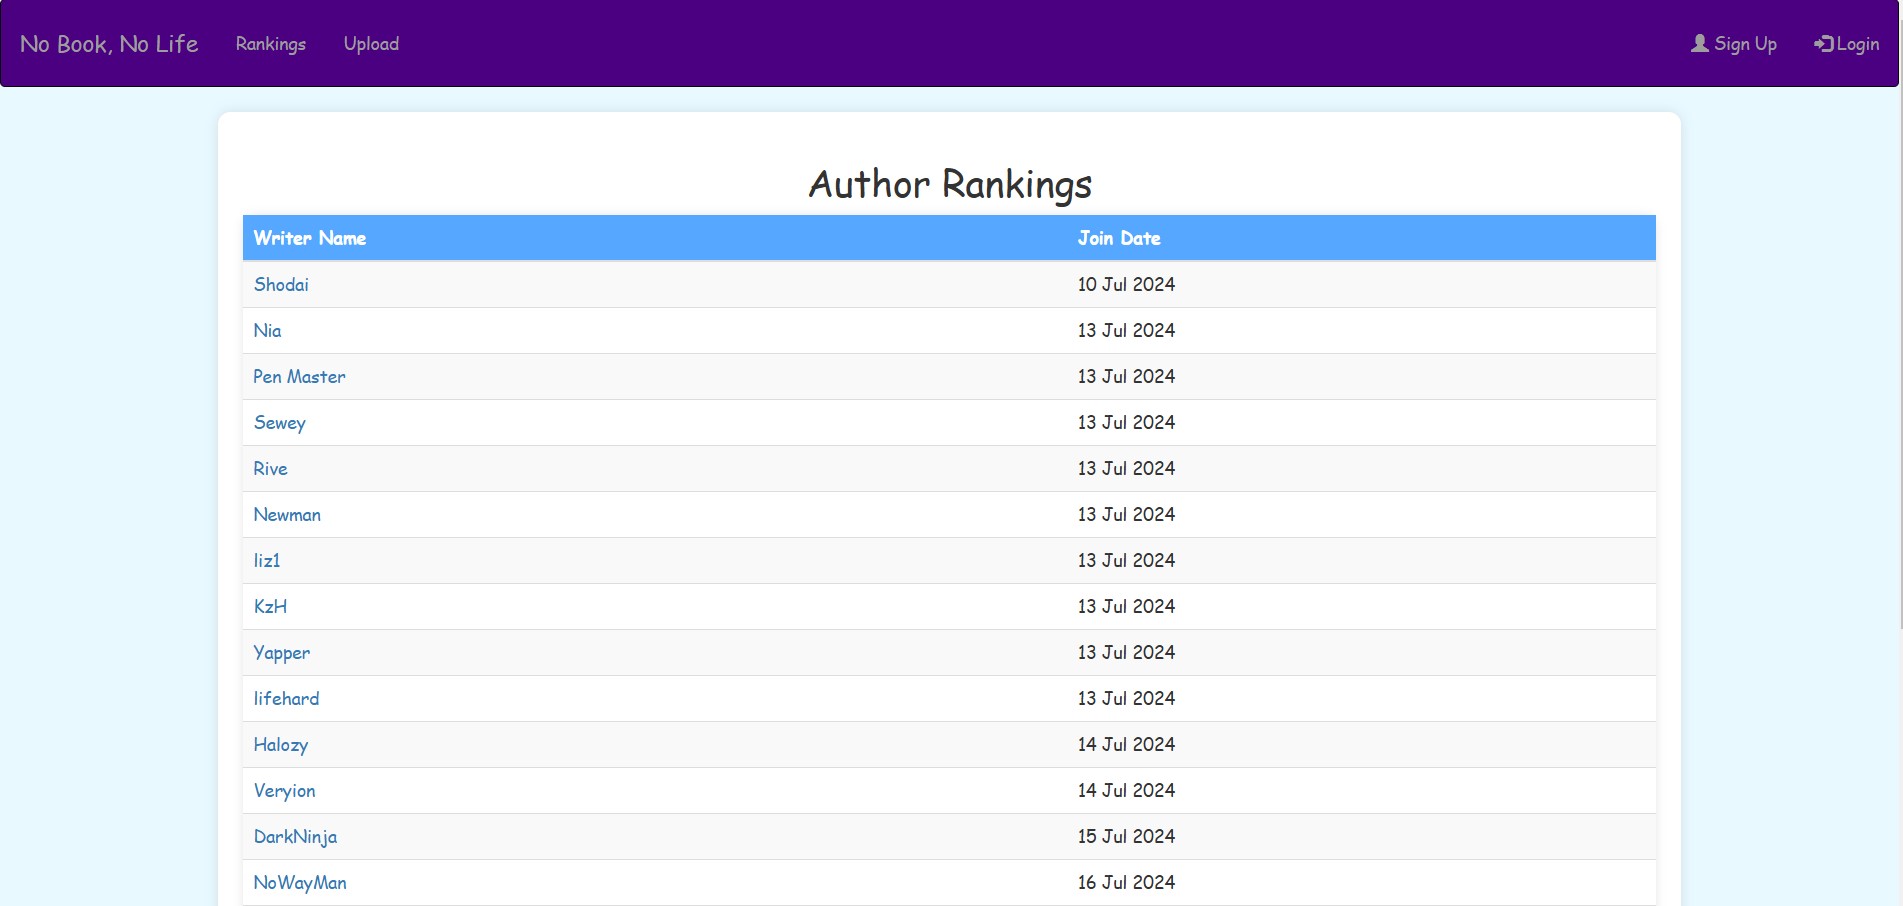 No Book, No Life Rankings Upload Sign Up Login
Author Rankings
Writer Name Join Date
Shodai 10 Jul 2024
Nia 13 Jul 2024
Pen Master 13 Jul 2024
Sewey 13 Jul 2024
Rive 13 Jul 2024
Newman 13 Jul 2024
liz1 13 Jul 2024
KzH 13 Jul 2024
Yapper 13 Jul 2024
lifehard 13 Jul 2024
Halozy 14 Jul 2024
Veryion 14 Jul 2024
DarkNinja 15 Jul 2024
NoWayMan 16 Jul 2024